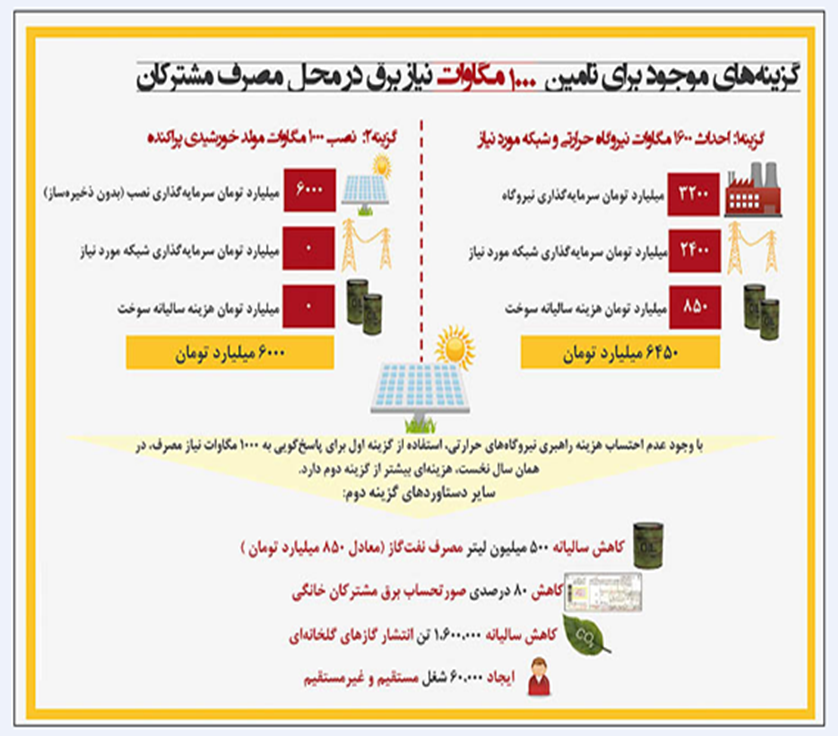 گزینه‌های موجود برای تامین ۱۰۰۰ مگاوات نیاز برق در محل مصرف مشترکان
گزینه۱: احداث ۱۶۰۰ مگاوات نیروگاه حرارتی و شبکه مورد نیاز
۳۲۰۰ میلیارد تومان سرمایه‌گذاری نیروگاه
۲۴۰۰ میلیارد تومان سرمایه‌گذاری شبکه مورد نیاز
۸۵۰ میلیارد تومان هزینه سالیانه سوخت
۶۴۵۰ میلیارد تومان
گزینه۲: نصب ۱۰۰۰ مگاوات مولد خورشیدی پراکنده
۶۰۰۰ میلیارد تومان سرمایه‌گذاری نصب (بدون ذخیره‌ساز)
۰ میلیارد تومان سرمایه‌گذاری شبکه مورد نیاز
۰ میلیارد تومان هزینه سالیانه سوخت
۶۰۰۰ میلیارد تومان
با وجود عدم احتساب هزینه راهبری نیروگاه‌های حرارتی، استفاده از گزینه اول برای پاسخ‌گویی به ۱۰۰۰ مگاوات نیاز مصرف، در
همان سال نخست، هزینه‌ای بیشتر از گزینه دوم دارد.
سایر دستاوردهای گزینه دوم:
کاهش سالیانه ۵۰۰ میلیون لیتر مصرف نفت‌گاز (معادل ۸۵۰ میلیارد تومان )
کاهش ۸۰ درصدی صورتحساب برق مشترکان خانگی
CO₂
کاهش سالیانه ۱،۶۰۰،۰۰۰ تن انتشار گازهای گلخانه‌ای
ایجاد ۶۰،۰۰۰ شغل مستقیم و غیرمستقیم